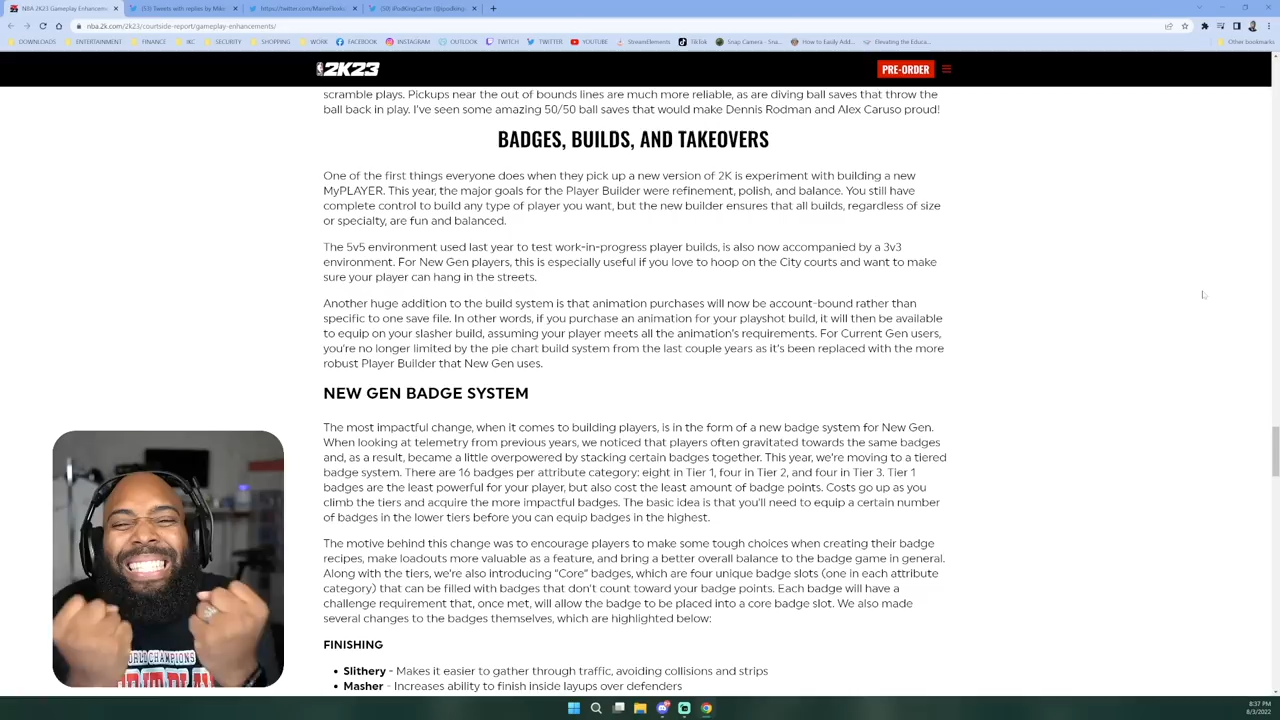 NBA 2K23 Gameplay Enhancements
(53) Tweets with replies by Mike
https://twitter.com/
nba.2k.com/2k23/courtside-report/gameplay-enhancements/
DOWNLOADS ENTERTAINMENT FINANCE IKC SECURITY SHOPPING WORK FACEBOOK INSTAGRAM OUTLOOK TWITCH TWITTER YOUTUBE StreamElements TikTok Snap Camera - Sna... How to Easily Add... Elevating the Educa... Other bookmarks
2K23 PRE-ORDER
scramble plays. Pickups near the out of bounds lines are much more reliable, as are diving ball saves that throw the
ball back in play. I've seen some amazing 50/50 ball saves that would make Dennis Rodman and Alex Caruso proud!
BADGES, BUILDS, AND TAKEOVERS
One of the first things everyone does when they pick up a new version of 2K is experiment with building a new
MyPLAYER. This year, the major goals for the Player Builder were refinement, polish, and balance. You still have
complete control to build any type of player you want, but the new builder ensures that all builds, regardless of size
or specialty, are fun and balanced.
The 5v5 environment used last year to test work-in-progress player builds, is also now accompanied by a 3v3
environment. For New Gen players, this is especially useful if you love to hoop on the City courts and want to make
sure your player can hang in the streets.
Another huge addition to the build system is that animation purchases will now be account-bound rather than
specific to one save file. In other words, if you purchase an animation for your playshot build, it will then be available
to equip on your slasher build, assuming your player meets all the animation's requirements. For Current Gen users,
you're no longer limited by the pie chart build system from the last couple years as it's been replaced with the more
robust Player Builder that New Gen uses.
NEW GEN BADGE SYSTEM
The most impactful change, when it comes to building players, is in the form of a new badge system for New Gen.
When looking at telemetry from previous years, we noticed that players often gravitated towards the same badges
and, as a result, became a little overpowered by stacking certain badges together. This year, we're moving to a tiered
badge system. There are 16 badges per attribute category: eight in Tier 1, four in Tier 2, and four in Tier 3. Tier 1
badges are the least powerful for your player, but also cost the least amount of badge points. Costs go up as you
climb the tiers and acquire the more impactful badges. The basic idea is that you'll need to equip a certain number
of badges in the lower tiers before you can equip badges in the highest.
The motive behind this change was to encourage players to make some tough choices when creating their badge
recipes, make loadouts more valuable as a feature, and bring a better overall balance to the badge game in general.
Along with the tiers, we're also introducing "Core" badges, which are four unique badge slots (one in each attribute
category) that can be filled with badges that don't count toward your badge points. Each badge will have a
challenge requirement that, once met, will allow the badge to be placed into a core badge slot. We also made
several changes to the badges themselves, which are highlighted below:
FINISHING
• Slithery - Makes it easier to gather through traffic, avoiding collisions and strips
• Masher - Increases ability to finish inside layups over defenders
WORLD CHAMPIONS
8:37 PM
8/3/2022